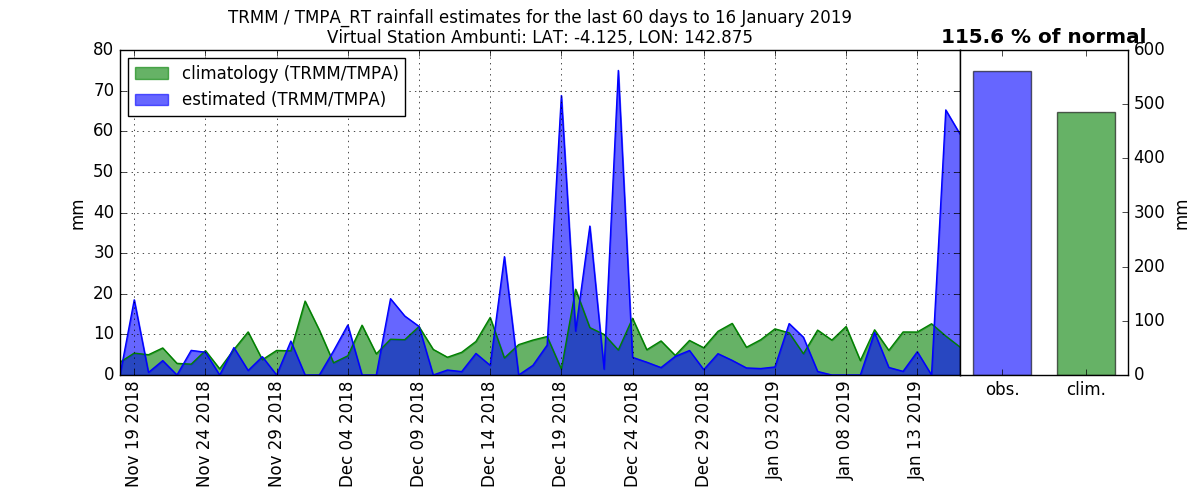 TRMM / TMPA_RT rainfall estimates for the last 60 days to 16 January 2019
Virtual Station Ambunti: LAT: -4.125, LON: 142.875
115.6 % of normal
climatology (TRMM/TMPA)
estimated (TRMM/TMPA)
80
70
60
50
40
30
20
10
0
mm
600
500
400
300
200
100
0
mm
obs.
clim.
Nov 19 2018
Nov 24 2018
Nov 29 2018
Dec 04 2018
Dec 09 2018
Dec 14 2018
Dec 19 2018
Dec 24 2018
Dec 29 2018
Jan 03 2019
Jan 08 2019
Jan 13 2019